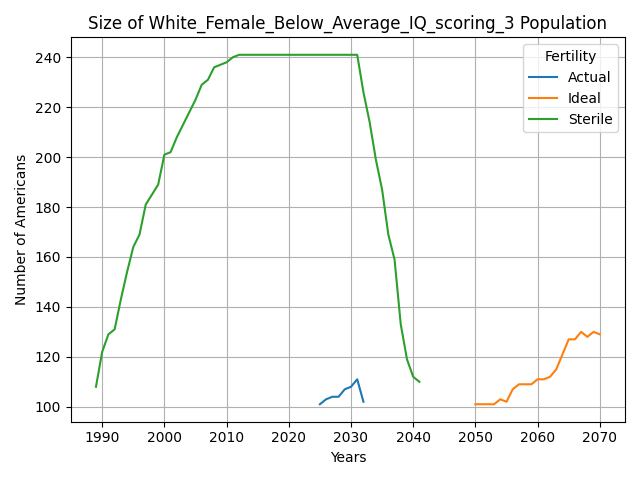 Size of White_Female_Below_Average_IQ_scoring_3 Population
Fertility
Actual
Ideal
Sterile
Number of Americans
240
220
200
180
160
140
120
100
1990 2000 2010 2020 2030 2040 2050 2060 2070
Years